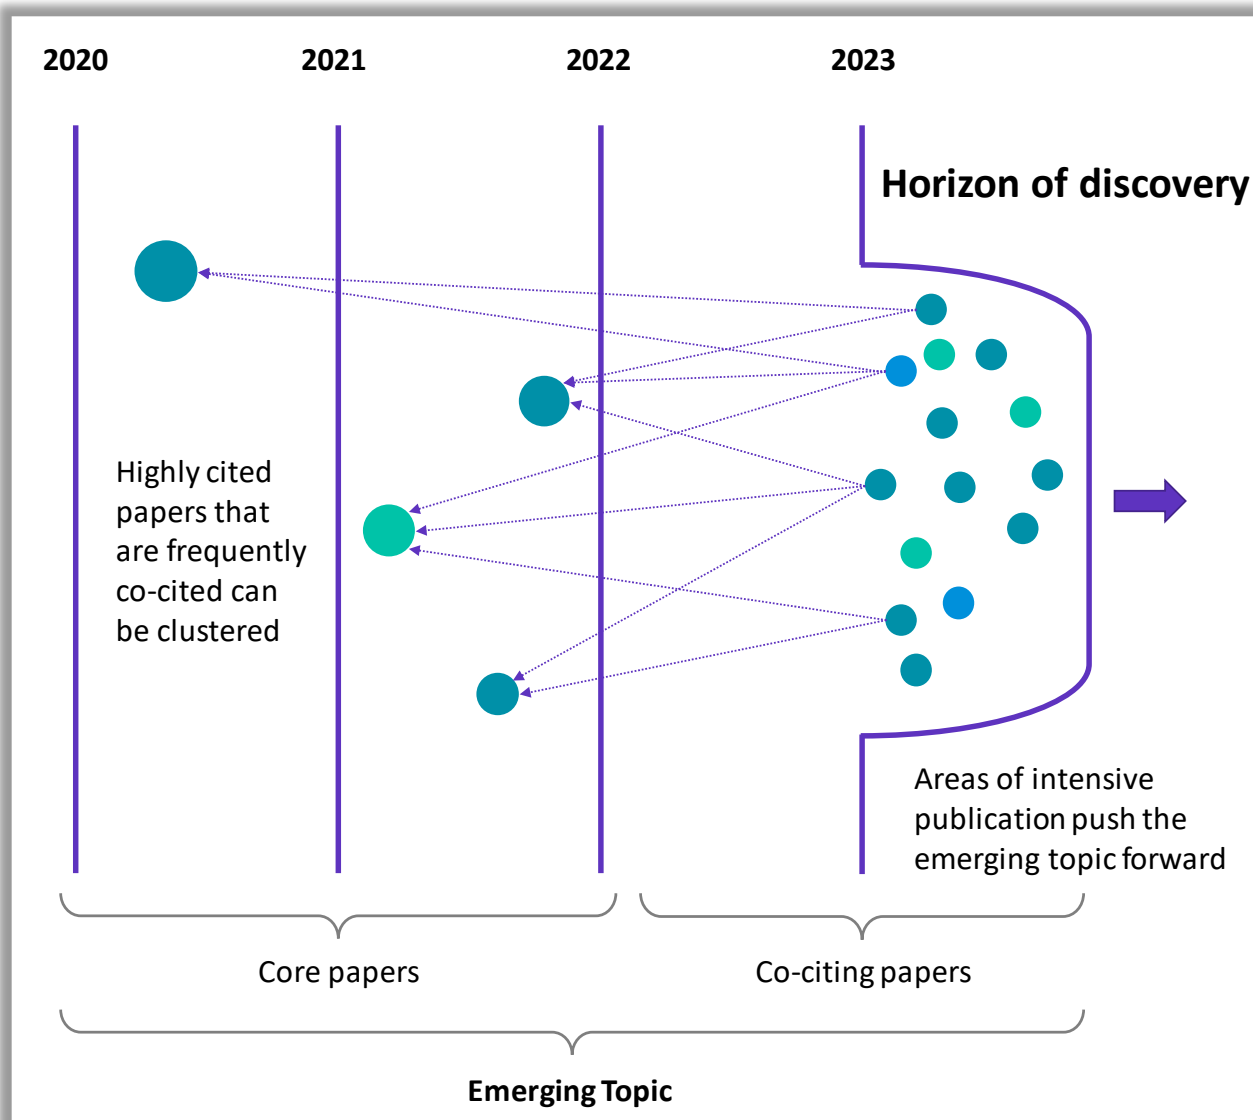 2020
2021
2022
2023
Horizon of discovery
Highly cited
papers that
are frequently
co-cited can
be clustered
Areas of intensive
publication push the
emerging topic forward
Core papers
Co-citing papers
Emerging Topic